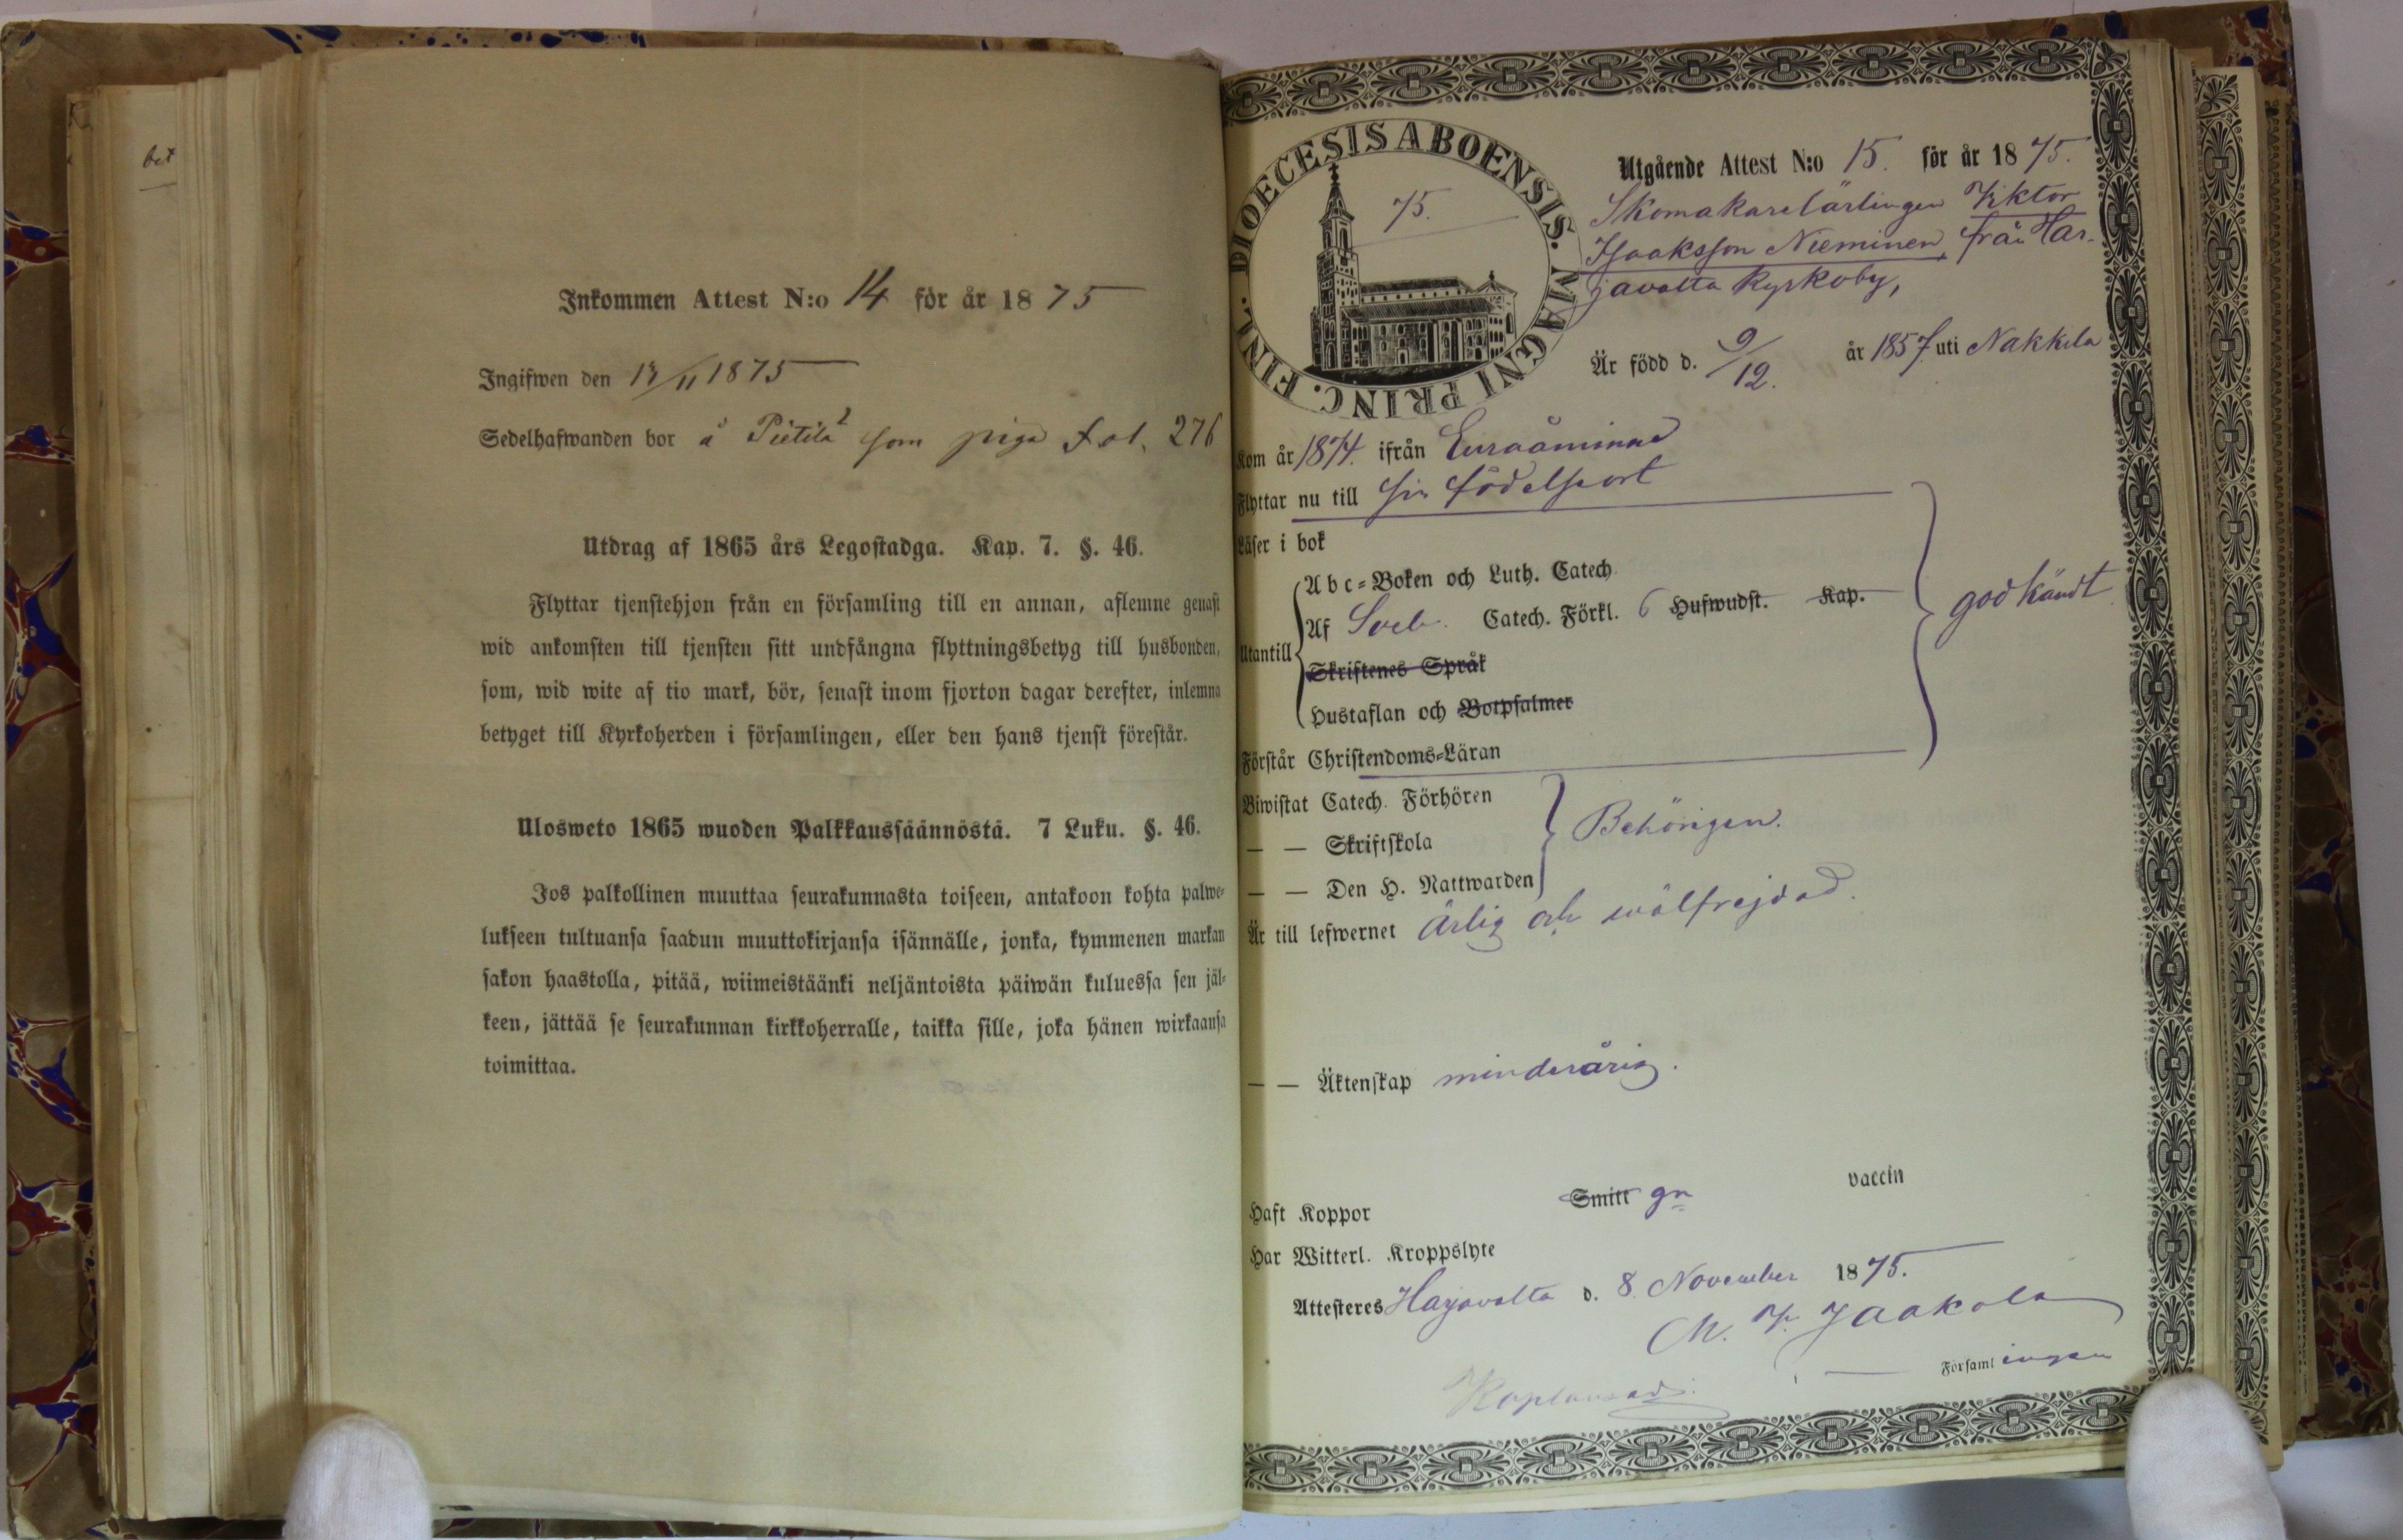 bet
Inkommen Attest N:o 14 för år 1875
Ingifwen den 13/11 1875
Sedelhafwanden bor å Pietilä som piga fol. 276
Utdrag af 1865 års Legostadga. Kap. 7. §. 46.
Flyttar tjenstehjon från en församling till en annan, aflemne genast
wid ankomsten till tjensten sitt undfångna flyttningsbetyg till husbonden,
som, wid wite af tio mark, bör, senast inom fjorton dagar derefter, inlemna
betyget till Kyrkoherden i församlingen, eller den hans tjenst förestår.
Ulosweto 1865 wuoden Palkkaussäännöstä. 7 Luku. §. 46.
Jos palkollinen muuttaa seurakunnasta toiseen, antakoon kohta palwe-
lukseen tultuansa saadun muuttokirjansa isännälle, jonka, kymmenen markan
sakon haastolla, pitää, wiimeistäänki neljäntoista päiwän kuluessa sen jäl-
keen, jättää se seurakunnan kirkkoherralle, taikka sille, joka hänen wirkaansa
toimittaa.
DIOECESIS ABOENSIS. MAGNI PRINC. FINL.
75.
Utgående Attest N:o 15. för år 1875.
Skomakarelärlingen Viktor
Isaaksson Nieminen, från Har-
javalta Kyrkoby,
Är född d. 9/12. år 1857 uti Nakkila
Kom år 1874. ifrån Euraåminne
Flyttar nu till sin födelseort
Läser i bok
Abc-Boken och Luth. Catech.
Utantill
Af Sveb. Catech. Förkl. 6 Hufwudst. Kap.
godkändt
Skriftenes Språk
Hustaflan och Botpsalmer
Förstår Christendoms-Läran
Biwistat Catech. Förhören
— — Skriftskola
Behörigen.
— — Den H. Nattwarden
Är till lefwernet ärlig och wälfrejdad.
— — Äktenskap minderårig.
Haft Koppor Smitt gn vaccin
Har Witterl. Kroppslyte
Attesteres Harjavalta d. 8. November 1875.
M. V. Jaakola
Kaplansadj. Församlingen